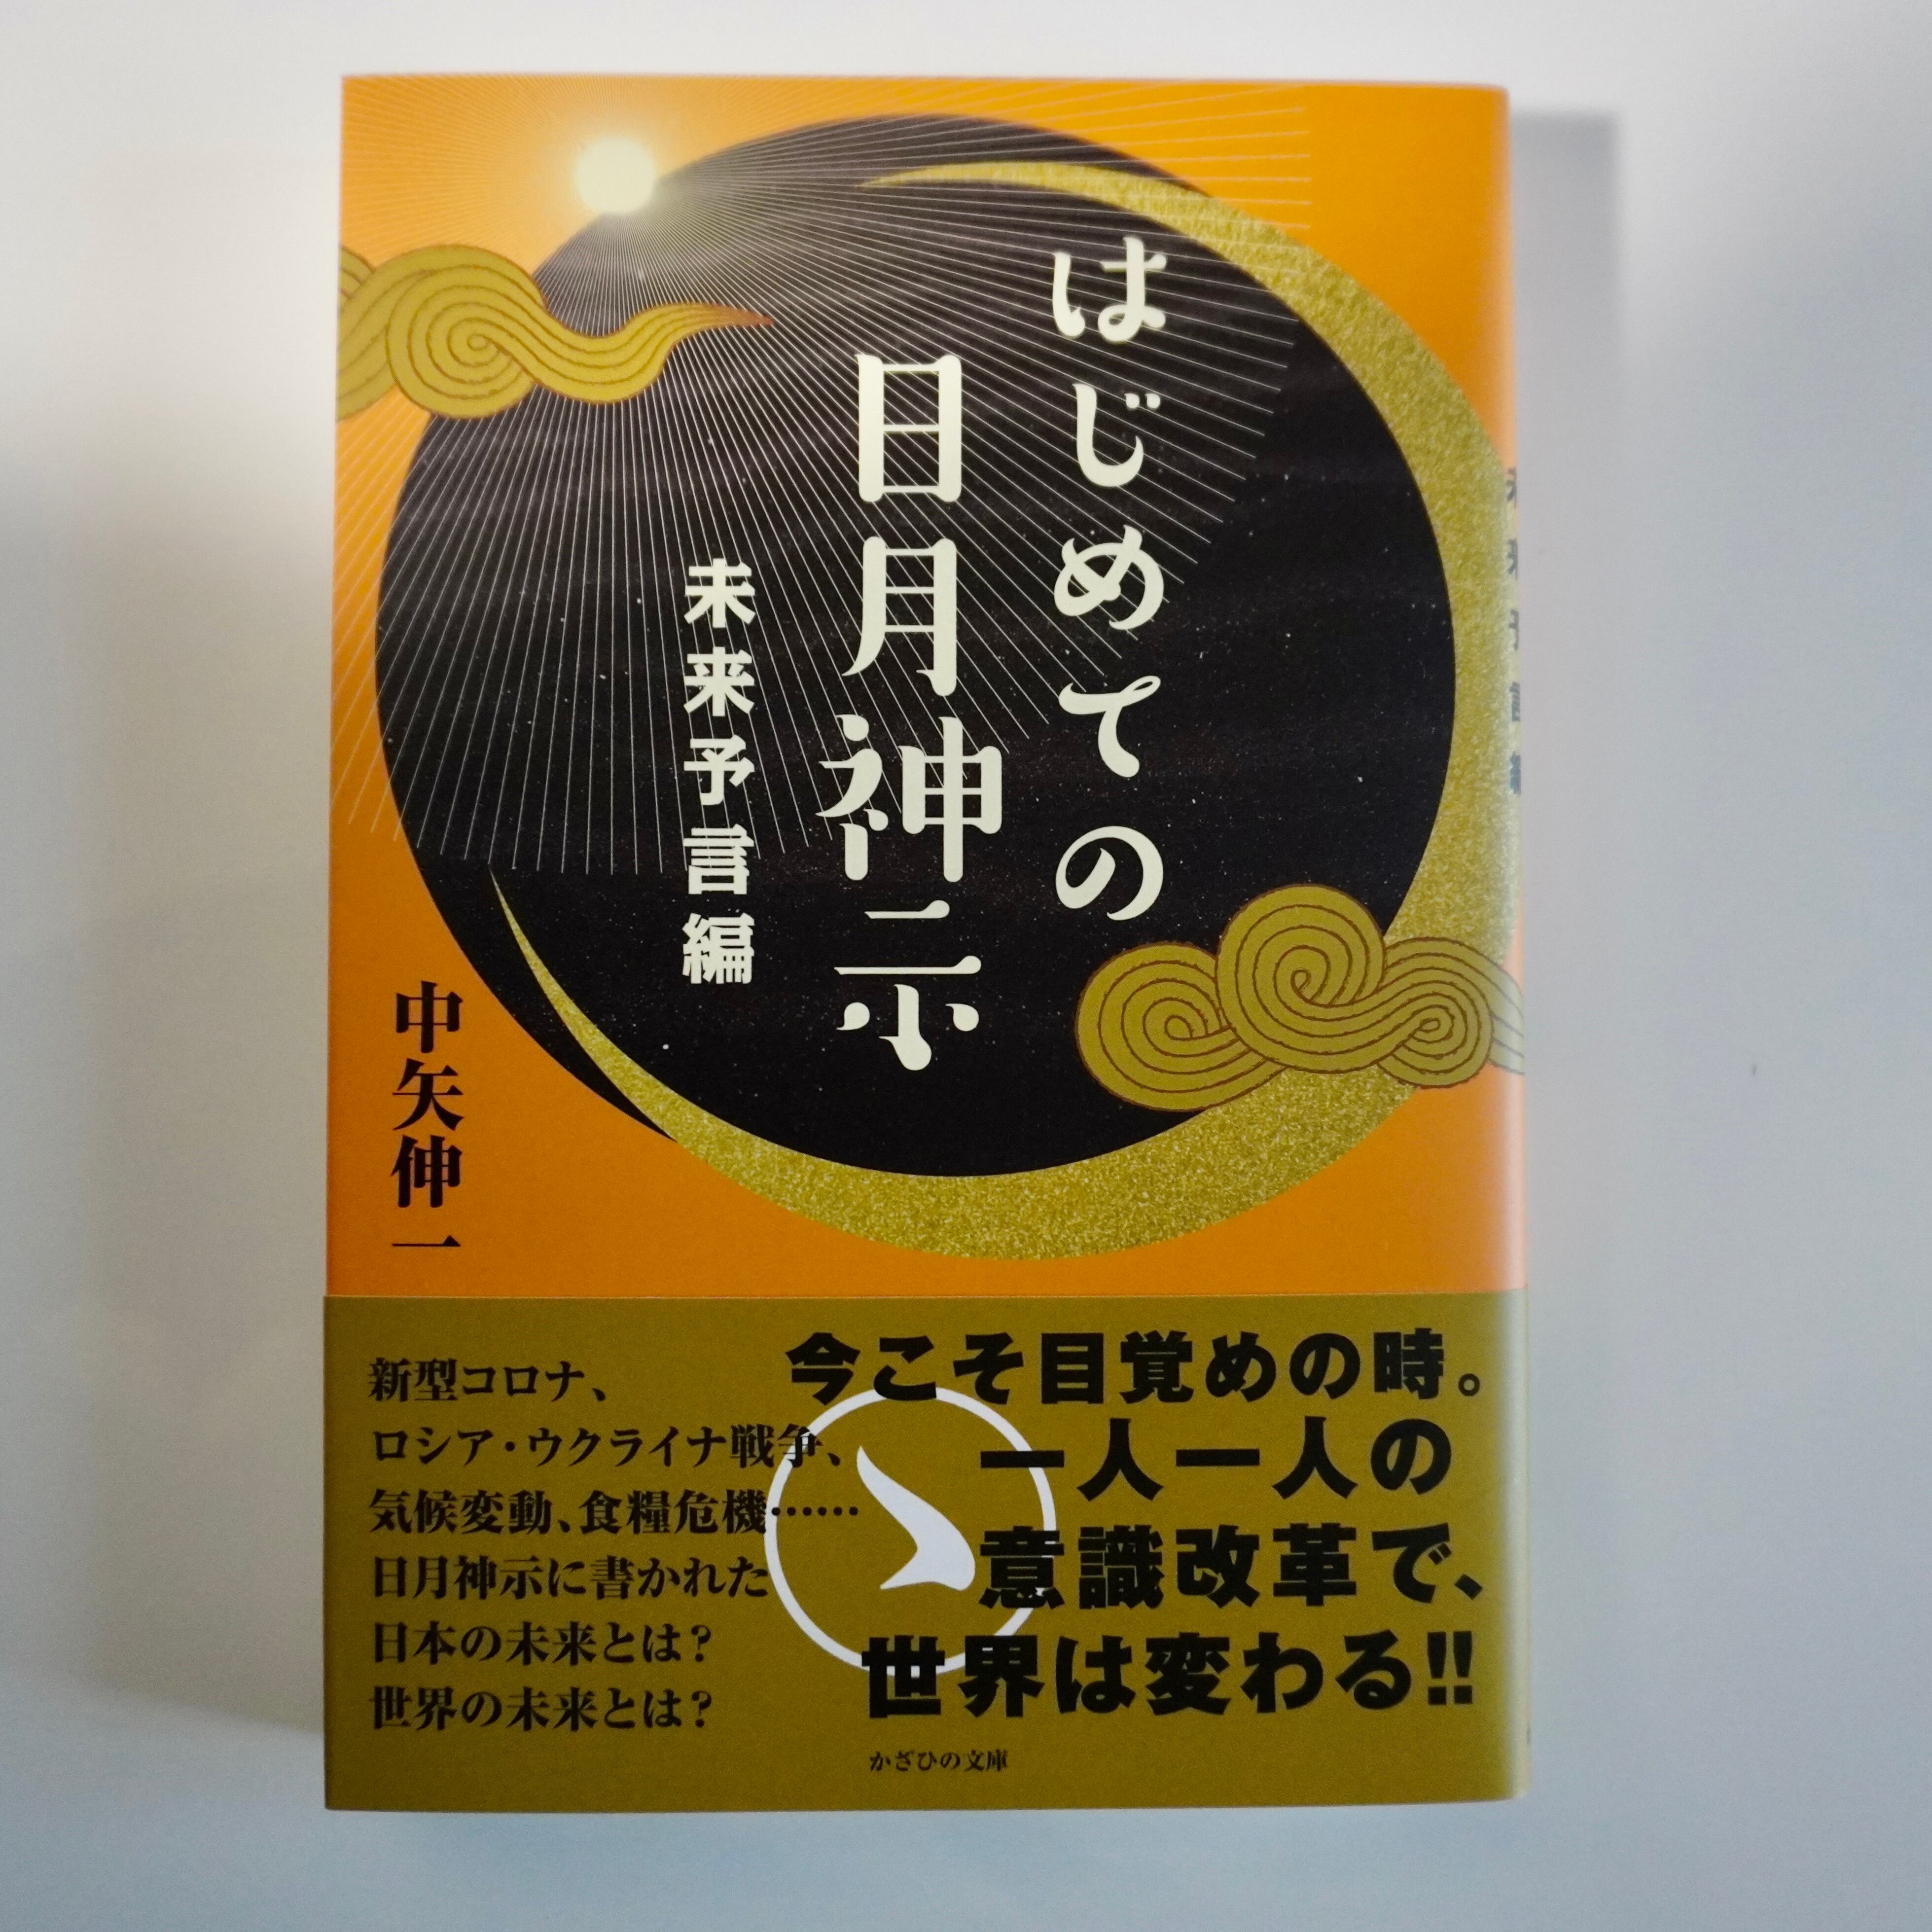 はじめての
日月神示
未来予言編
中矢伸一
今こそ目覚めの時。
一人一人の
意識改革で、
世界は変わる!!
新型コロナ、
ロシア・ウクライナ戦争、
気候変動、食糧危機……
日月神示に書かれた
日本の未来とは?
世界の未来とは?
かざひの文庫